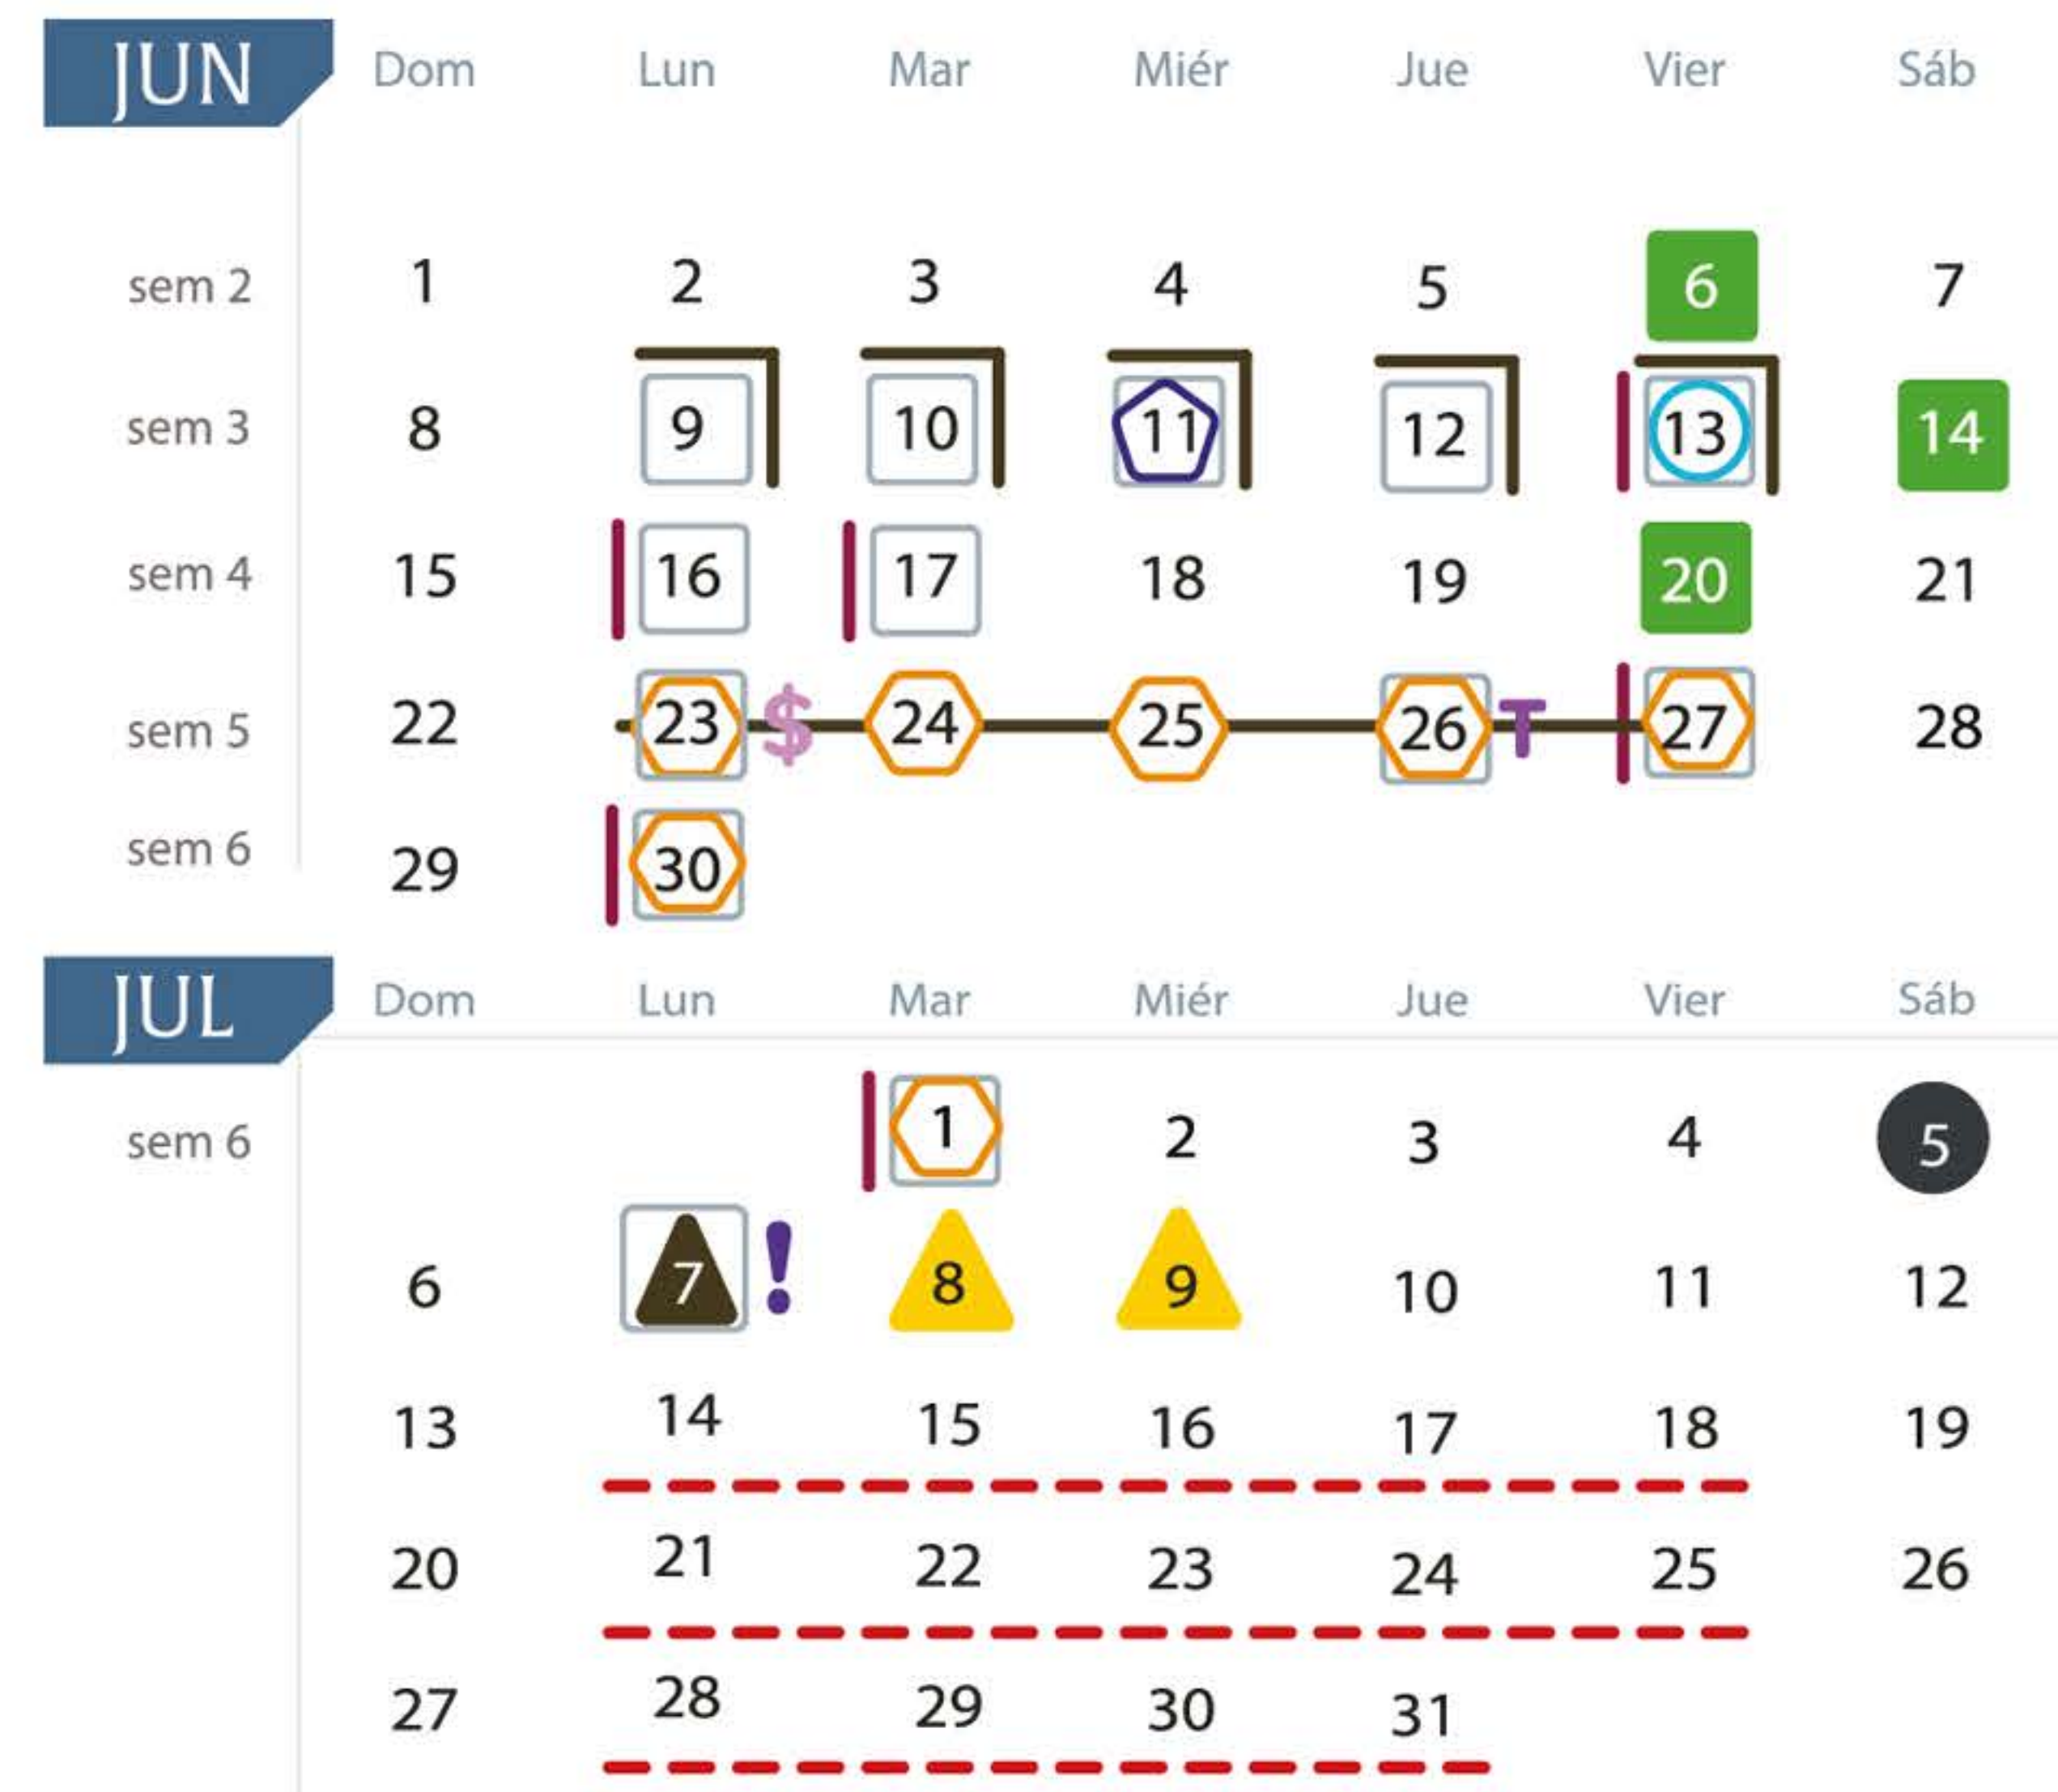 JUN Dom Lun Mar Miér Jue Vier Sáb
sem 2 1 2 3 4 5 6 7
sem 3 8 9 10 11 12 13 14
sem 4 15 16 17 18 19 20 21
sem 5 22 23 $ 24 25 26 T 27 28
sem 6 29 30
JUL Dom Lun Mar Miér Jue Vier Sáb
sem 6 1 2 3 4 5
6 7 ! 8 9 10 11 12
13 14 15 16 17 18 19
20 21 22 23 24 25 26
27 28 29 30 31